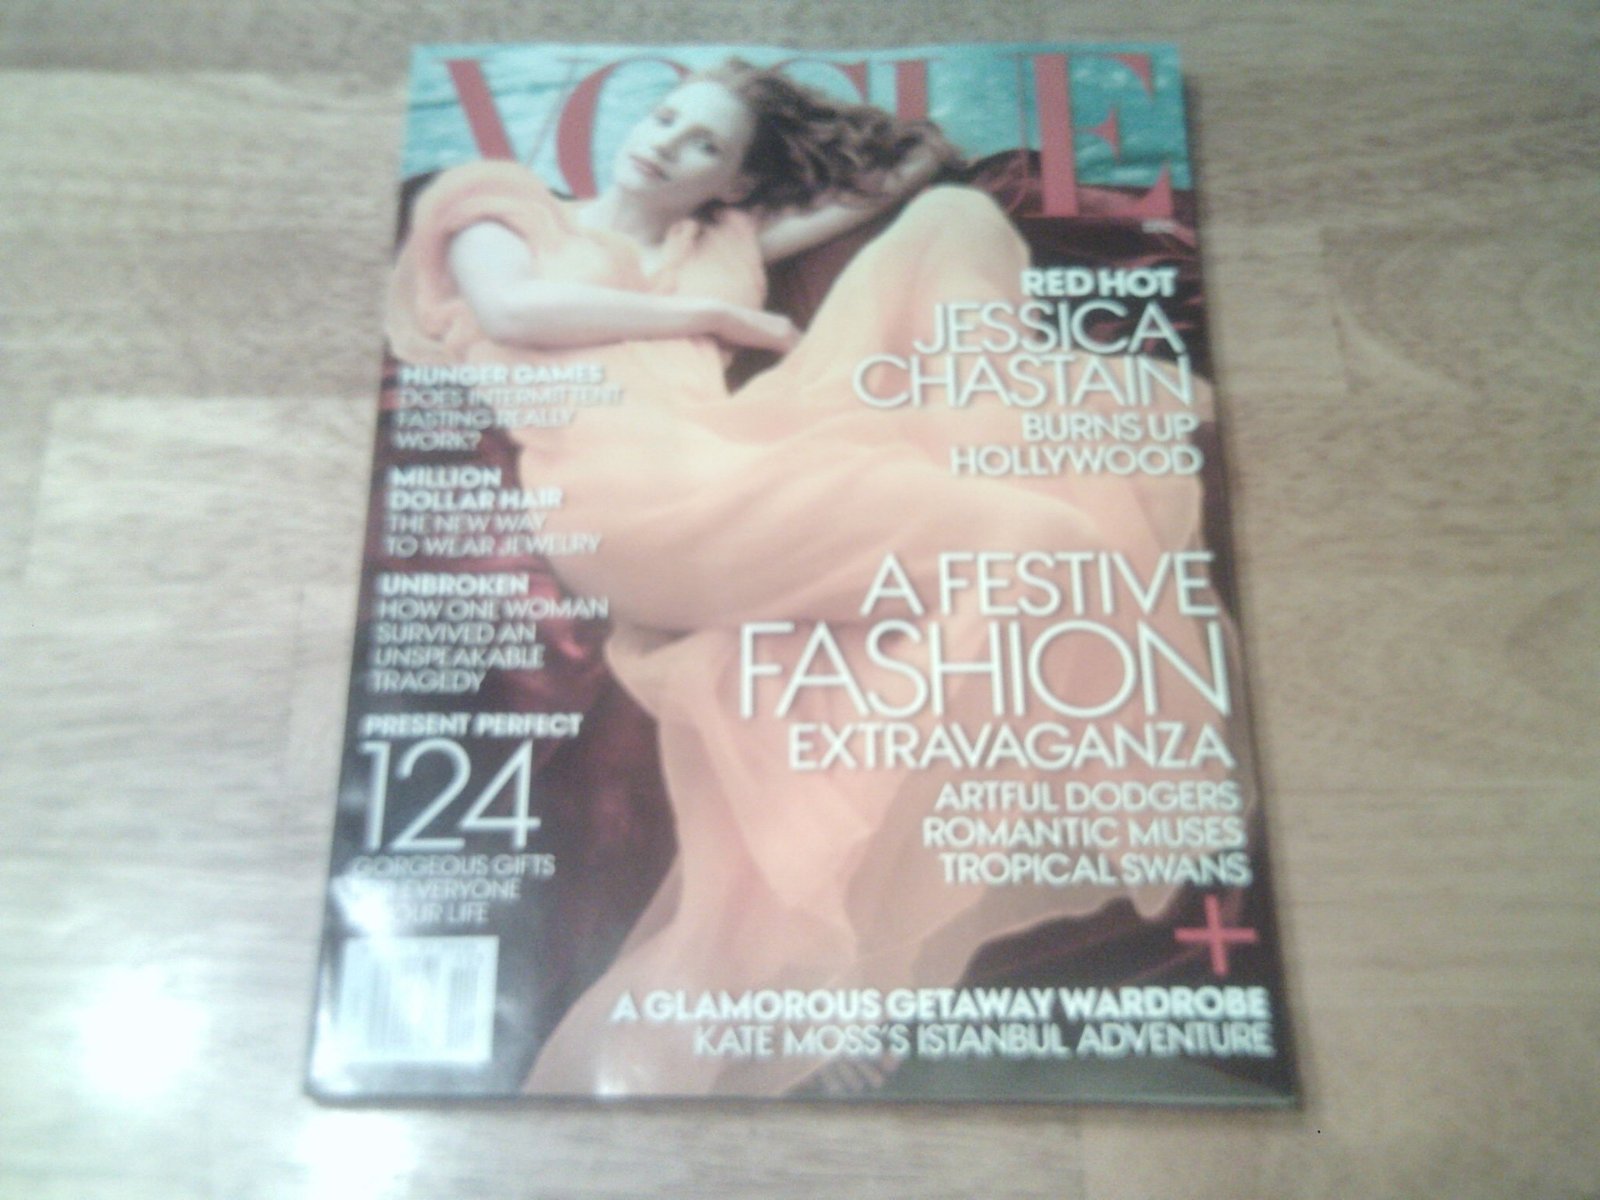 VOGUE
RED HOT
JESSICA
CHASTAIN
BURNS UP
HOLLYWOOD
HUNGER GAMES
DOES INTERMITTENT
FASTING REALLY
WORK?
MILLION
DOLLAR HAIR
THE NEW WAY
TO WEAR JEWELRY
UNBROKEN
HOW ONE WOMAN
SURVIVED AN
UNSPEAKABLE
TRAGEDY
PRESENT PERFECT
124
GORGEOUS GIFTS
EVERYONE
YOUR LIFE
A FESTIVE
FASHION
EXTRAVAGANZA
ARTFUL DODGERS
ROMANTIC MUSES
TROPICAL SWANS
+
A GLAMOROUS GETAWAY WARDROBE
KATE MOSS'S ISTANBUL ADVENTURE